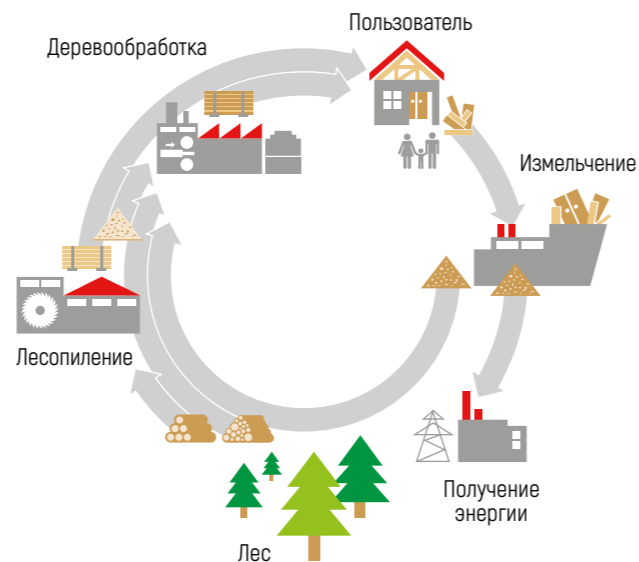 Пользователь
Деревообработка
Измельчение
Лесопиление
Получение
энергии
Лес